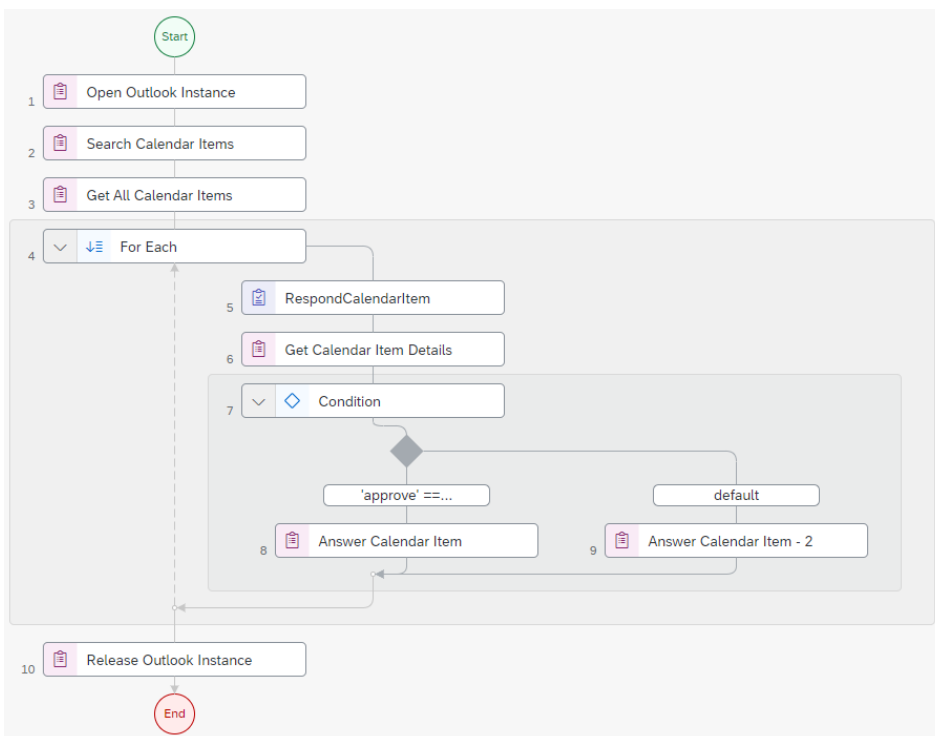 Start
1 Open Outlook Instance
2 Search Calendar Items
3 Get All Calendar Items
4 For Each
5 RespondCalendarItem
6 Get Calendar Item Details
7 Condition
'approve' ==... default
8 Answer Calendar Item 9 Answer Calendar Item - 2
10 Release Outlook Instance
End